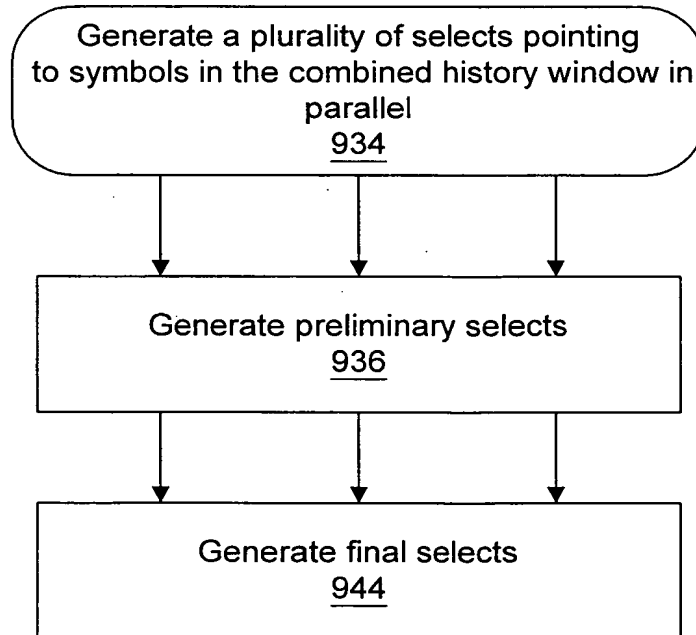 Generate a plurality of selects pointing
to symbols in the combined history window in
parallel
934
Generate preliminary selects
936
Generate final selects
944